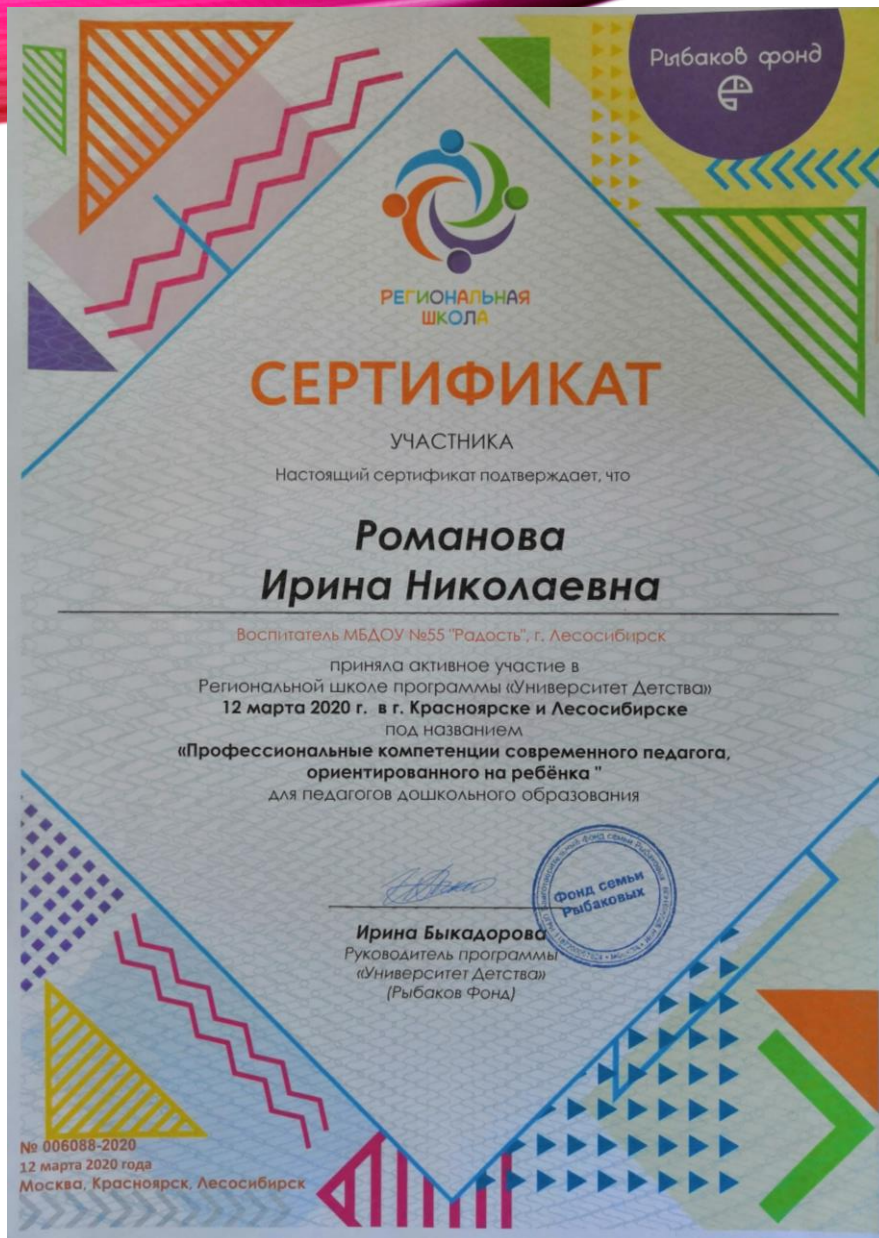 Рыбаков фонд
РЕГИОНАЛЬНАЯ
ШКОЛА
СЕРТИФИКАТ
УЧАСТНИКА
Настоящий сертификат подтверждает, что
Романова
Ирина Николаевна
Воспитатель МБДОУ №55 "Радость", г. Лесосибирск
приняла активное участие в
Региональной школе программы «Университет Детства»
12 марта 2020 г. в г. Красноярске и Лесосибирске
под названием
«Профессиональные компетенции современного педагога,
ориентированного на ребёнка "
для педагогов дошкольного образования
Фонд семьи
Рыбаковых
Ирина Быкадорова
Руководитель программы
«Университет Детства»
(Рыбаков Фонд)
№ 006088-2020
12 марта 2020 года
Москва, Красноярск, Лесосибирск